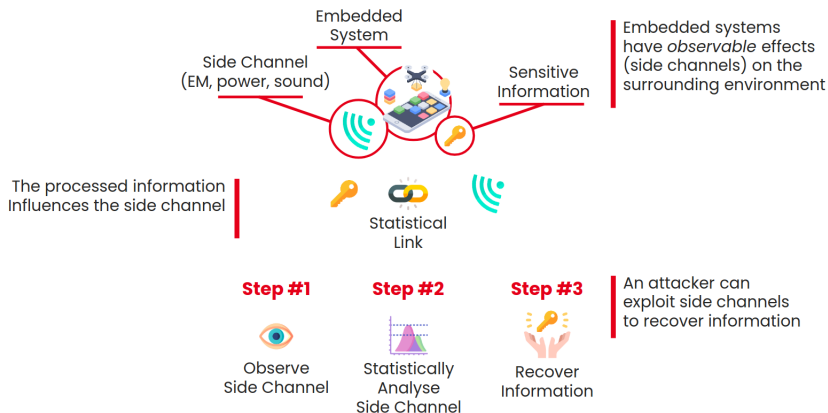 Embedded
System
Side Channel
(EM, power, sound)
Sensitive
Information
Embedded systems
have observable effects
(side channels) on the
surrounding environment
The processed information
Influences the side channel
Statistical
Link
Step #1
Step #2
Step #3
Observe
Side Channel
Statistically
Analyse
Side Channel
Recover
Information
An attacker can
exploit side channels
to recover information